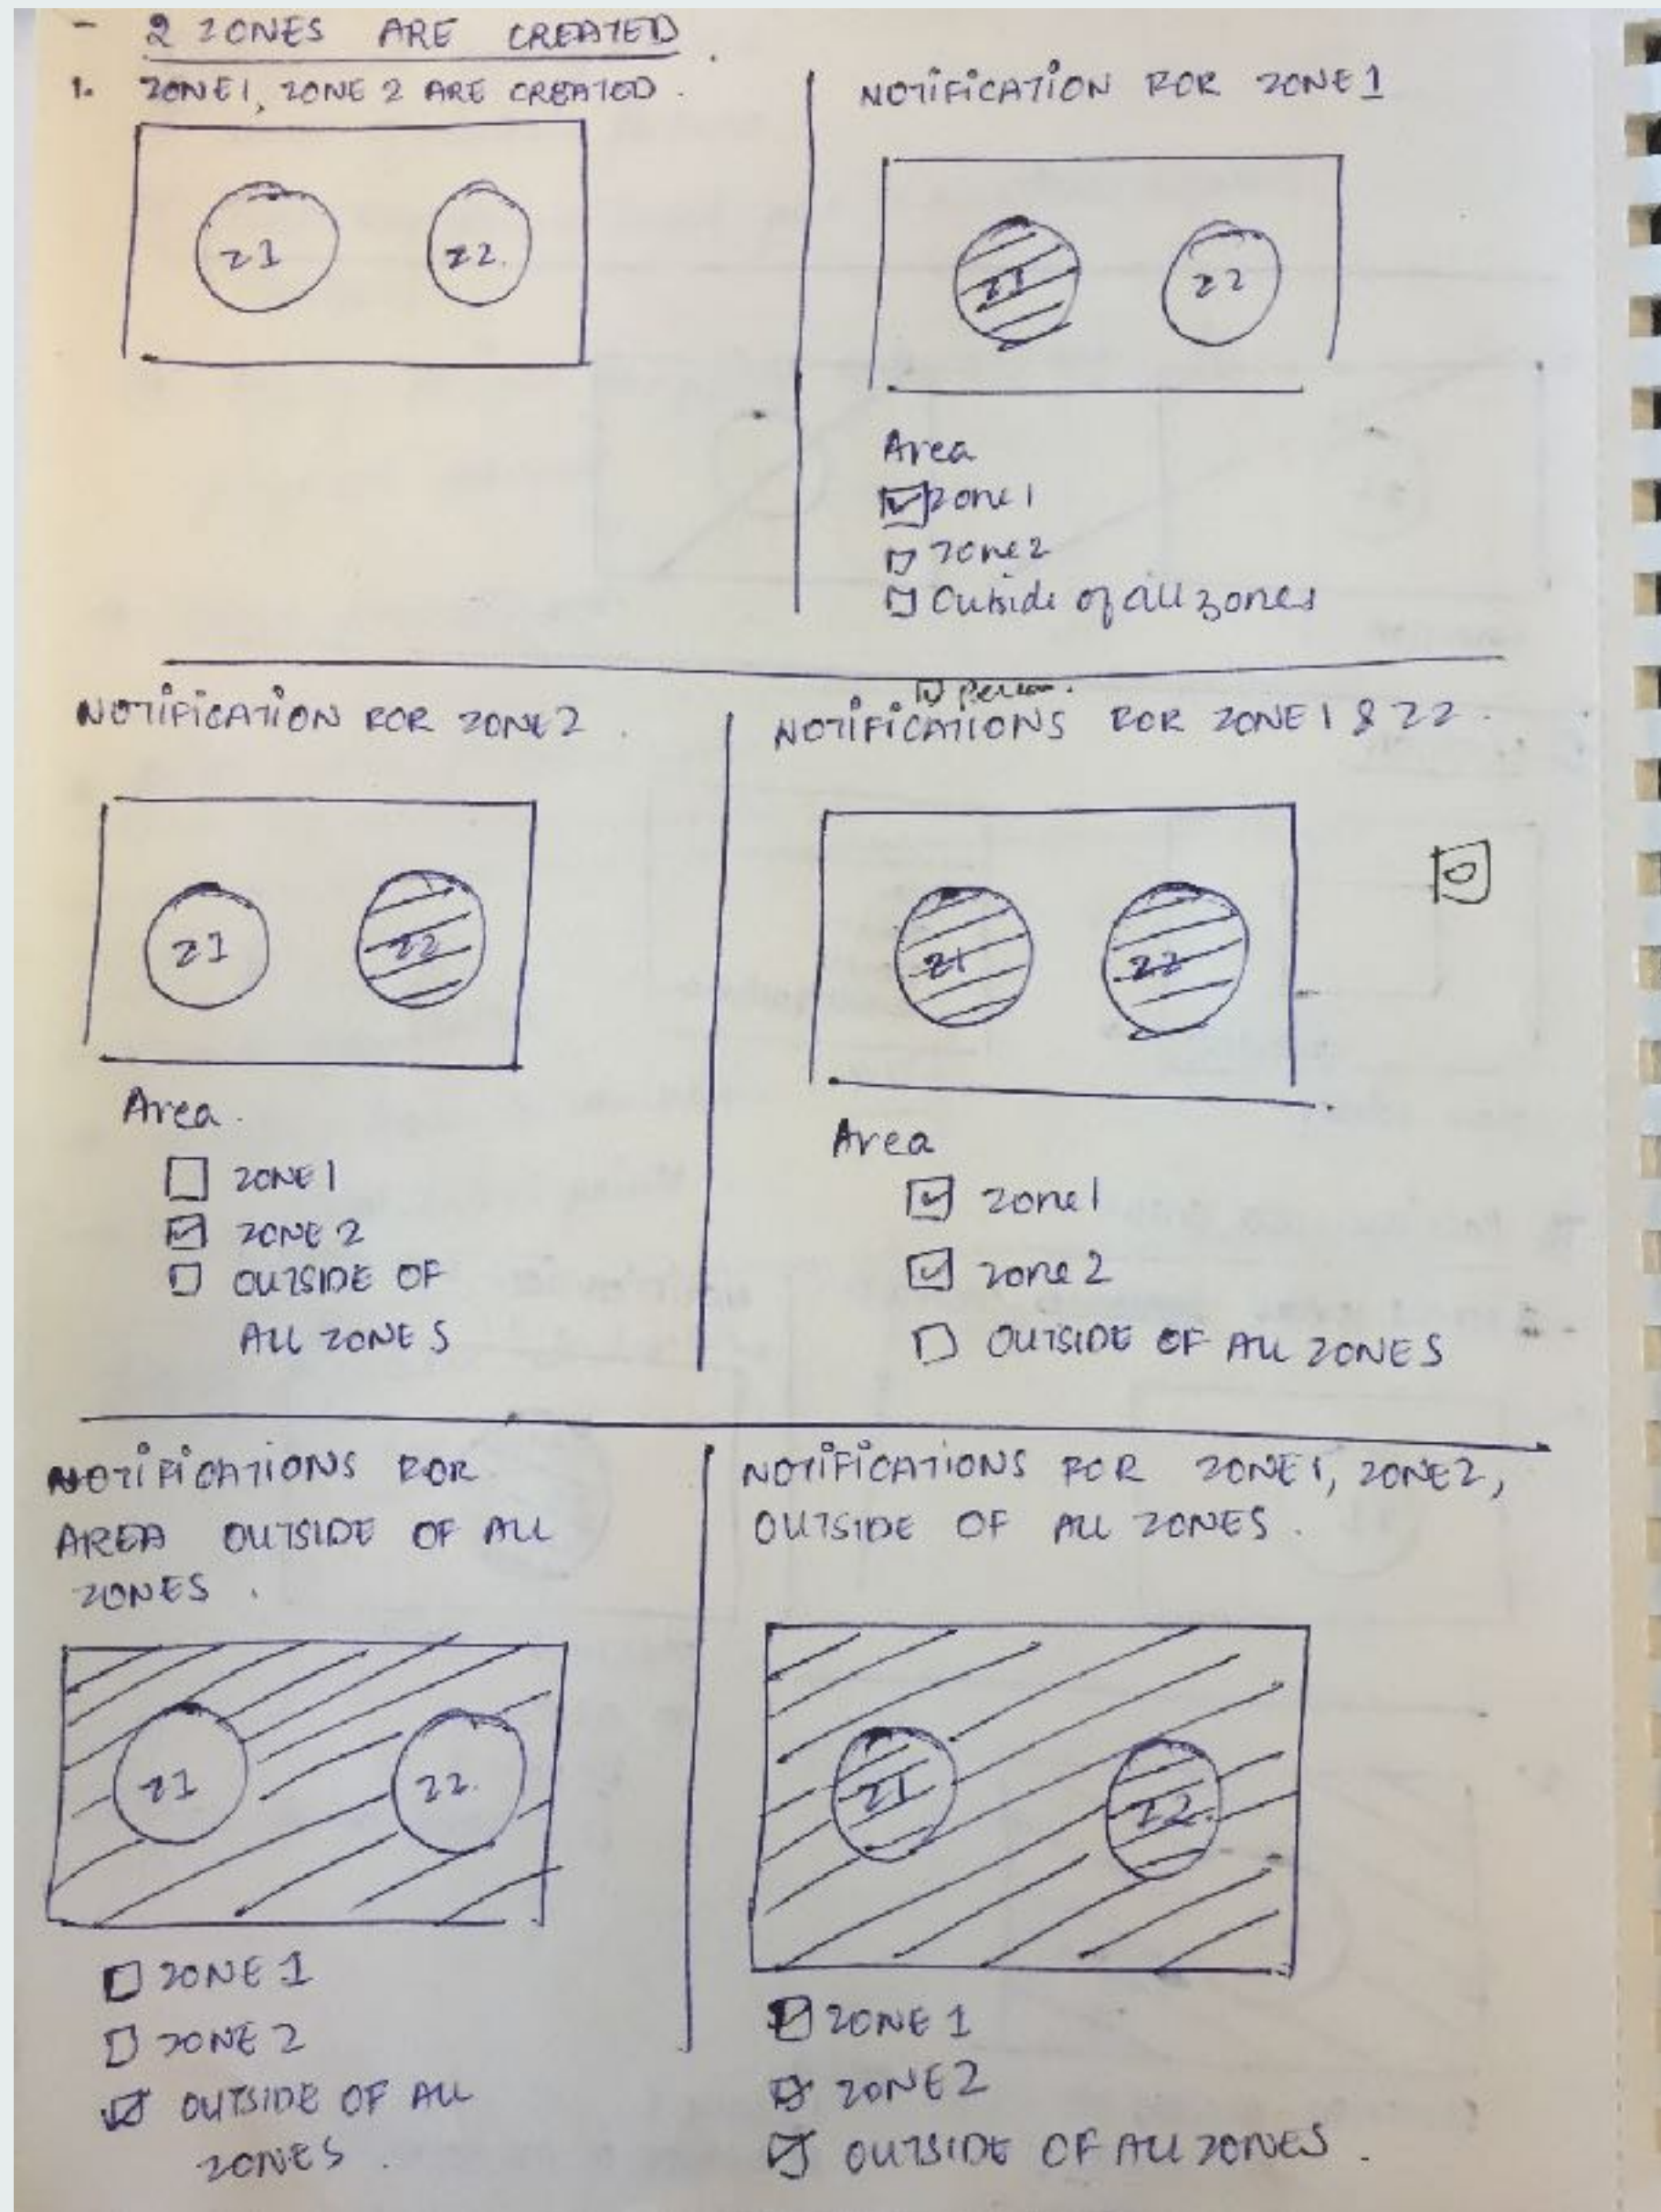 - 2 ZONES ARE CREATED.
1. ZONE1, ZONE 2 ARE CREATED.
Z1
Z2.
NOTIFICATION FOR ZONE 1
Z1
Z2
Area
Zone 1
Zone 2
Outside of all zones
NOTIFICATION FOR ZONE 2.
Z1
Z2
Area.
ZONE 1
ZONE 2
OUTSIDE OF
ALL ZONES
NOTIFICATIONS FOR ZONE 1 & Z2.
Z1
Z2
Area
Zone 1
Zone 2
OUTSIDE OF ALL ZONES
NOTIFICATIONS FOR
AREA OUTSIDE OF ALL
ZONES.
Z1
Z2.
ZONE 1
ZONE 2
OUTSIDE OF ALL
ZONES.
NOTIFICATIONS FOR ZONE 1, ZONE 2,
OUTSIDE OF ALL ZONES.
Z1
Z2.
ZONE 1
ZONE 2
OUTSIDE OF ALL ZONES.